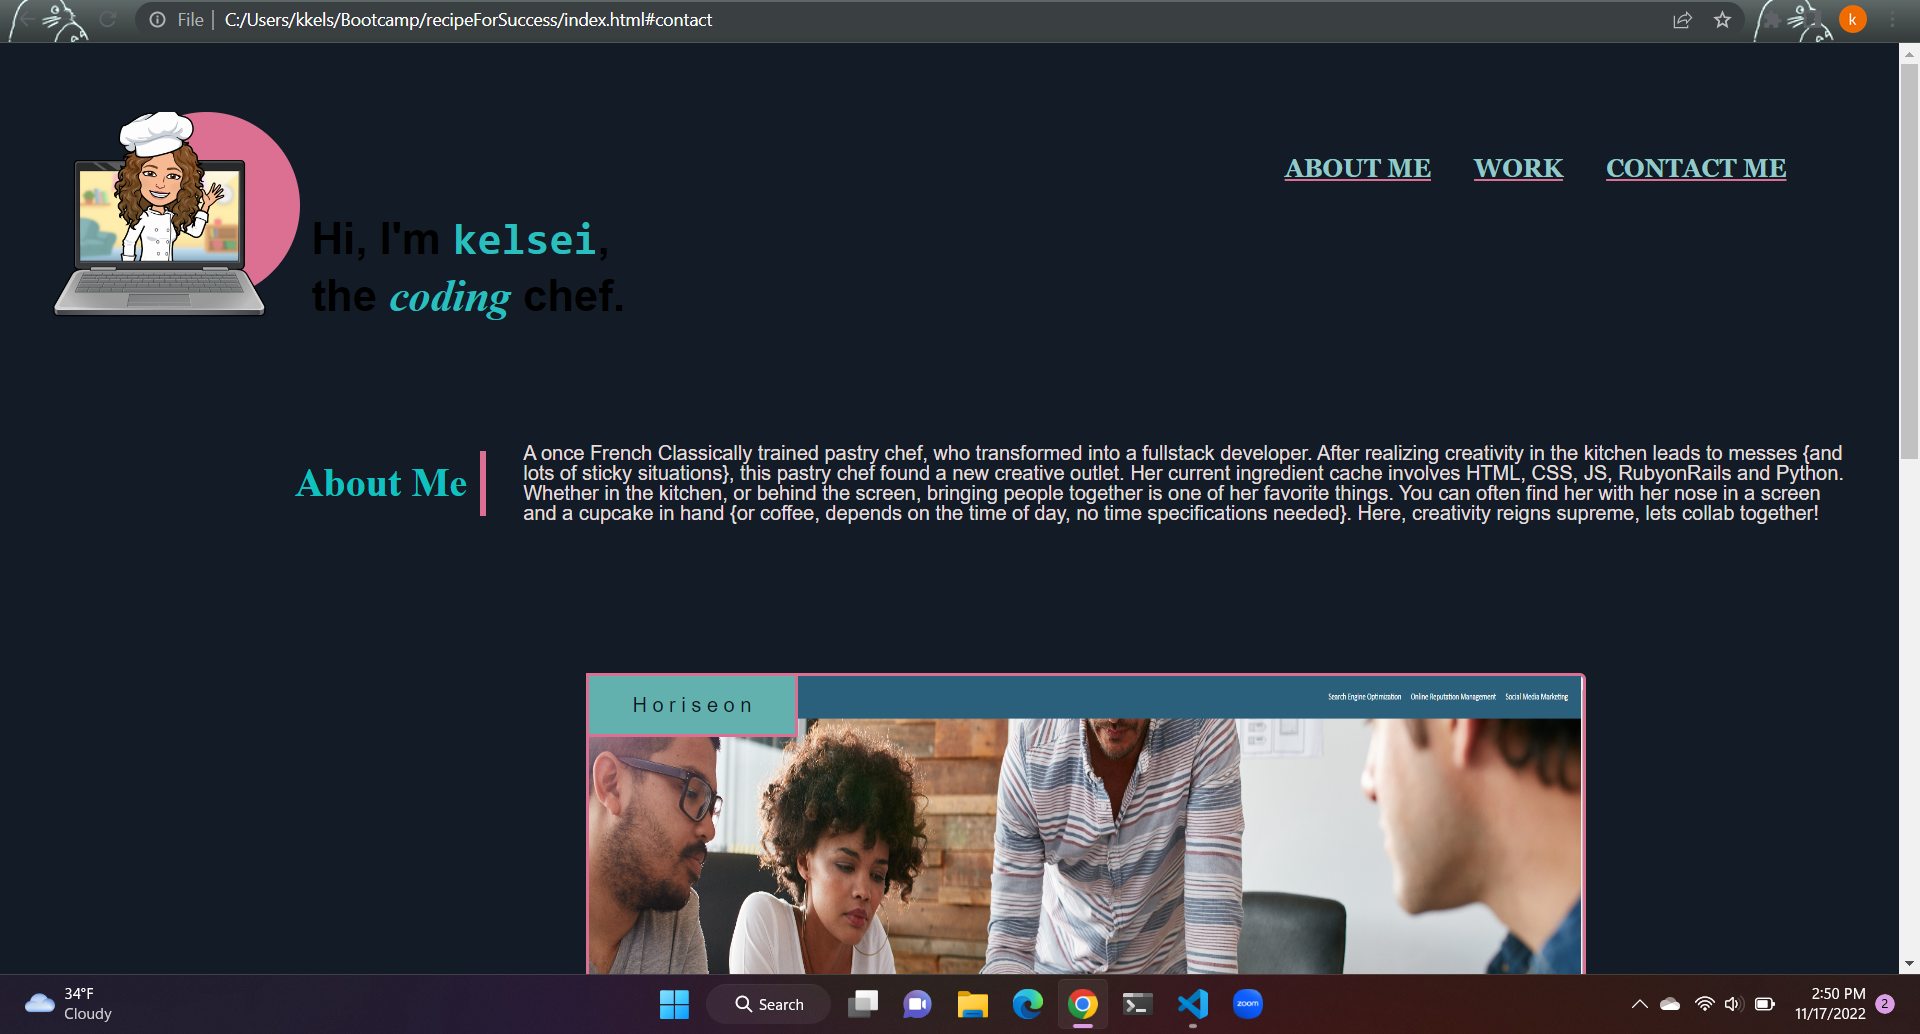 File | C:/Users/kkels/Bootcamp/recipeForSuccess/index.html#contact
k
ABOUT ME WORK CONTACT ME
Hi, I'm kelsei,
the coding chef.
About Me
A once French Classically trained pastry chef, who transformed into a fullstack developer. After realizing creativity in the kitchen leads to messes {and
lots of sticky situations}, this pastry chef found a new creative outlet. Her current ingredient cache involves HTML, CSS, JS, RubyonRails and Python.
Whether in the kitchen, or behind the screen, bringing people together is one of her favorite things. You can often find her with her nose in a screen
and a cupcake in hand {or coffee, depends on the time of day, no time specifications needed}. Here, creativity reigns supreme, lets collab together!
Horiseon
Search Engine Optimization Online Reputation Management Social Media Marketing
34°F
Cloudy
Search
zoom
2:50 PM
11/17/2022
2